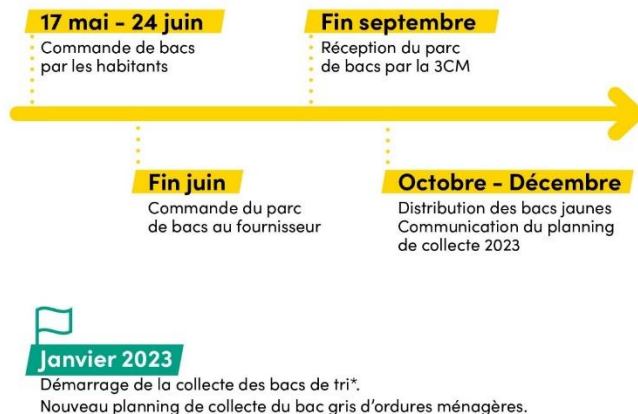 17 mai - 24 juin
Commande de bacs
par les habitants
Fin septembre
Réception du parc
de bacs par la 3CM
Fin juin
Commande du parc
de bacs au fournisseur
Octobre - Décembre
Distribution des bacs jaunes
Communication du planning
de collecte 2023
Janvier 2023
Démarrage de la collecte des bacs de tri*.
Nouveau planning de collecte du bac gris d'ordures ménagères.